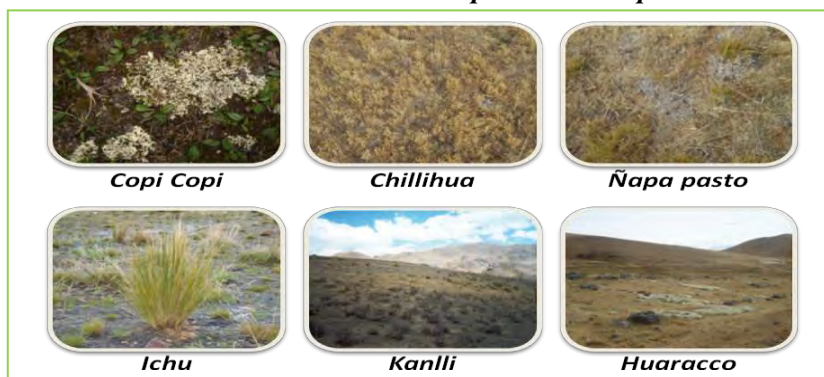 Copi Copi
Chillihua
Ñapa pasto
Ichu
Kanlli
Huaracco